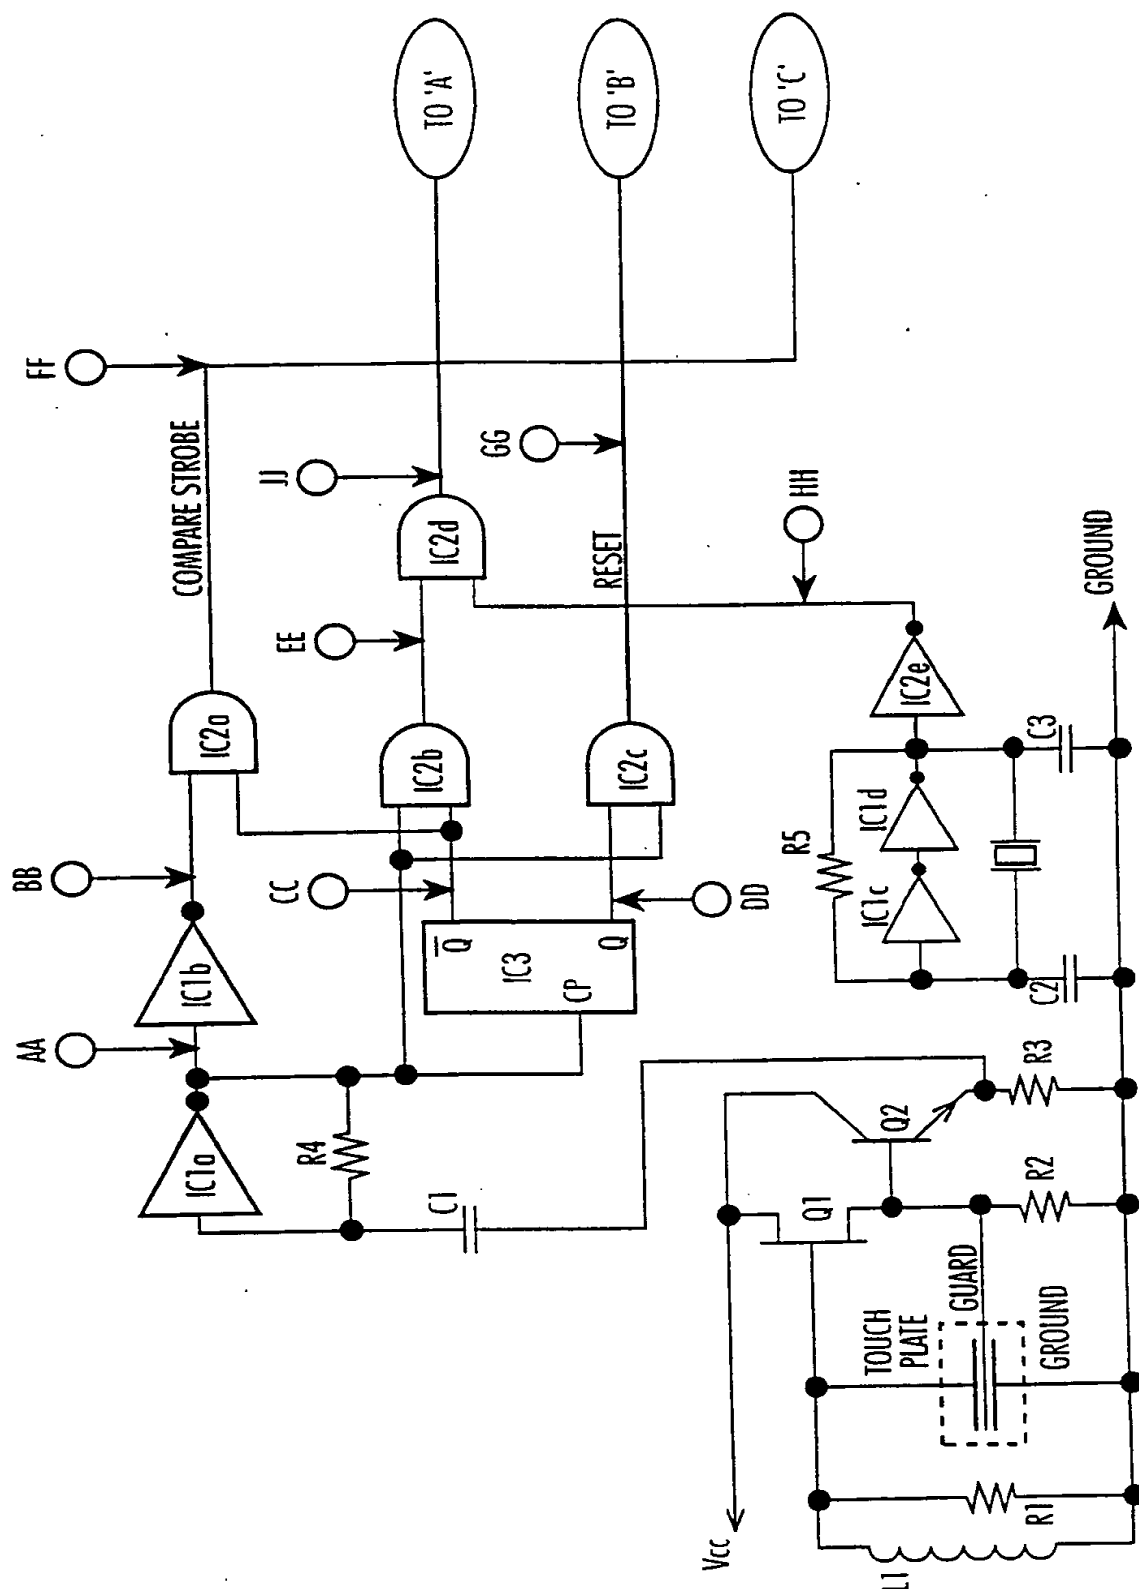 TO 'A'
TO 'B'
TO 'C'
FF
COMPARE STROBE
JJ
GG
HH
IC2d
RESET
EE
GROUND
IC2a
IC2b
IC2c
IC2e
C3
BB
CC
DD
R5
IC1d
IC1c
Q
IC3
Q
CP
IC1b
AA
C2
R3
IC1a
R4
C1
Q2
R2
Q1
GUARD
TOUCH
PLATE
GROUND
Vcc
R1
L1